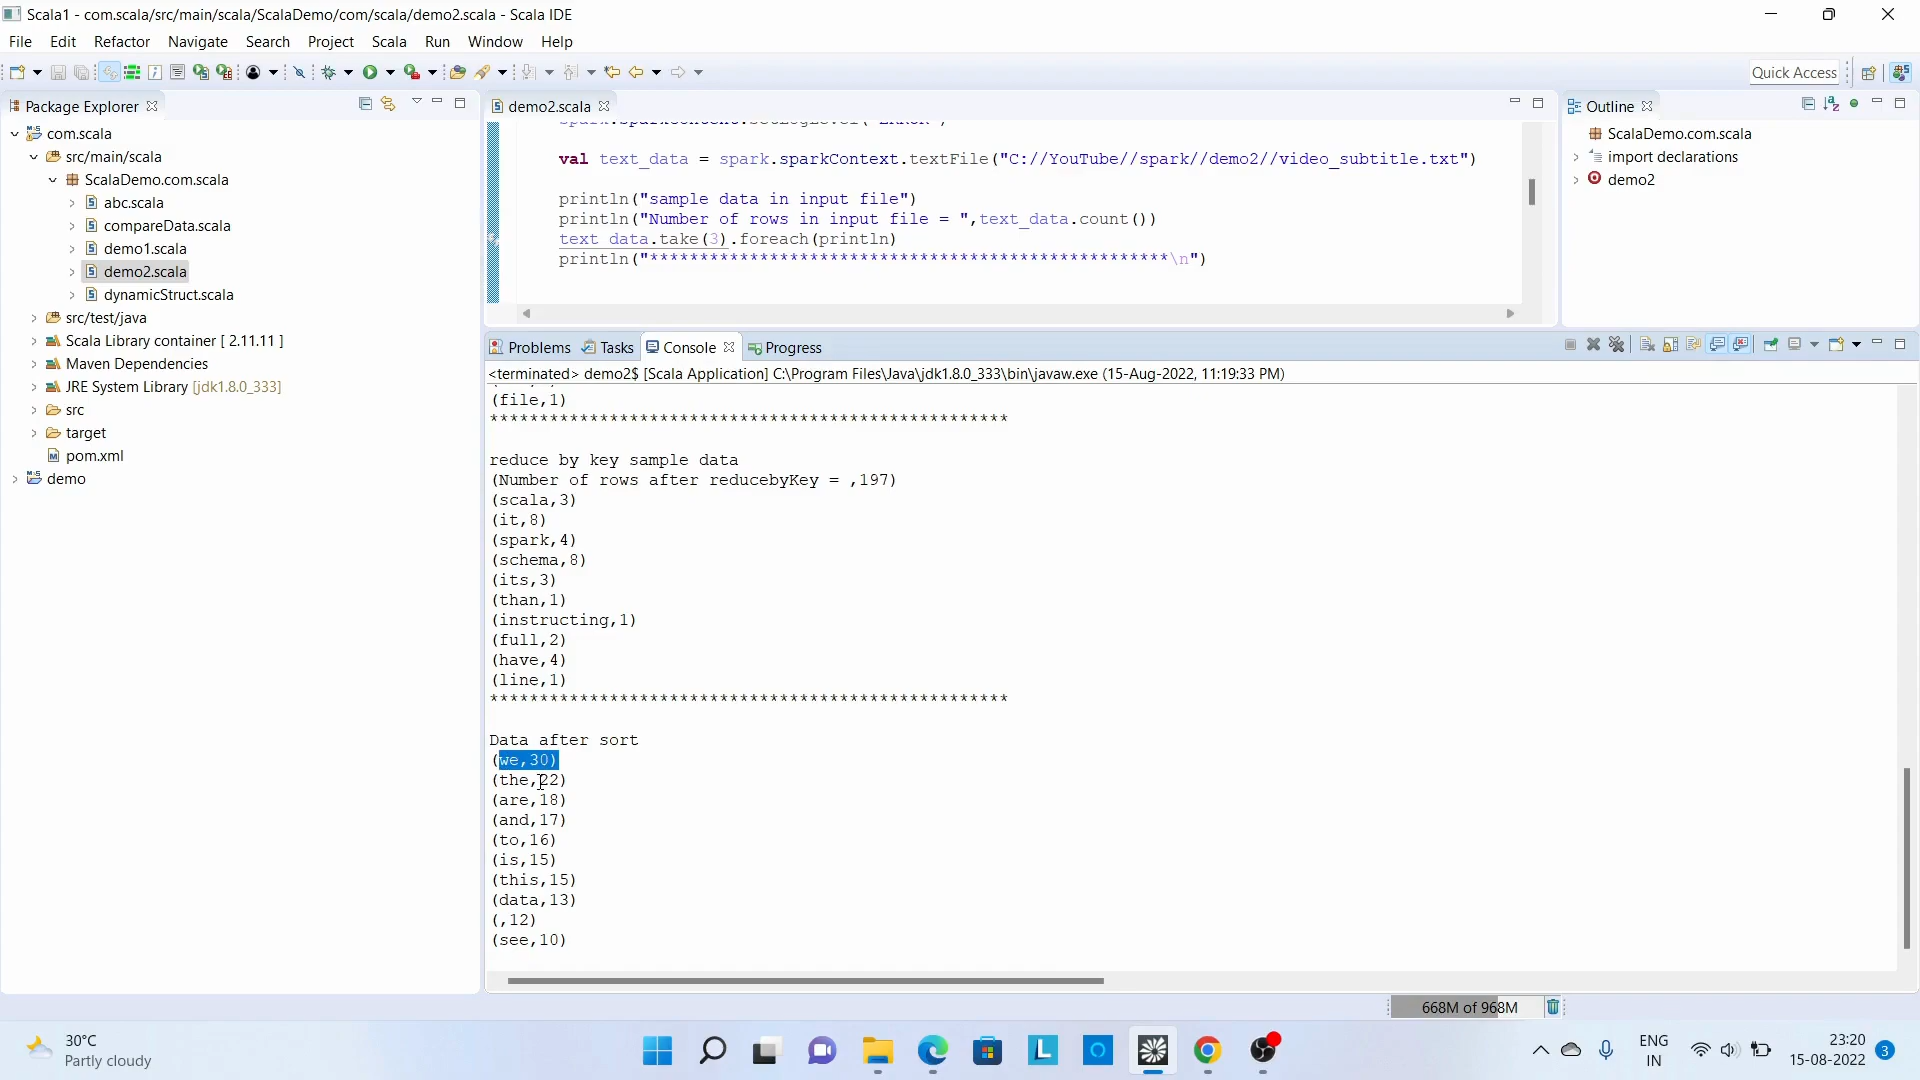 Scala1 - com.scala/src/main/scala/ScalaDemo/com/scala/demo2.scala - Scala IDE
File Edit Refactor Navigate Search Project Scala Run Window Help
Quick Access
Package Explorer
com.scala
src/main/scala
ScalaDemo.com.scala
abc.scala
compareData.scala
demo1.scala
demo2.scala
dynamicStruct.scala
src/test/java
Scala Library container [ 2.11.11 ]
Maven Dependencies
JRE System Library [jdk1.8.0_333]
src
target
pom.xml
demo
demo2.scala
val text_data = spark.sparkContext.textFile("C://YouTube//spark//demo2//video_subtitle.txt")
println("sample data in input file")
println("Number of rows in input file = ",text_data.count())
text_data.take(3).foreach(println)
println("****************************************************\n")
Outline
ScalaDemo.com.scala
import declarations
demo2
Problems Tasks Console Progress
<terminated> demo2$ [Scala Application] C:\Program Files\Java\jdk1.8.0_333\bin\javaw.exe (15-Aug-2022, 11:19:33 PM)
(file,1)
****************************************************
reduce by key sample data
(Number of rows after reducebyKey = ,197)
(scala,3)
(it,8)
(spark,4)
(schema,8)
(its,3)
(than,1)
(instructing,1)
(full,2)
(have,4)
(line,1)
****************************************************
Data after sort
(we,30)
(the,22)
(are,18)
(and,17)
(to,16)
(is,15)
(this,15)
(data,13)
(,12)
(see,10)
668M of 968M
30°C
Partly cloudy
ENG
IN
23:20
15-08-2022
3